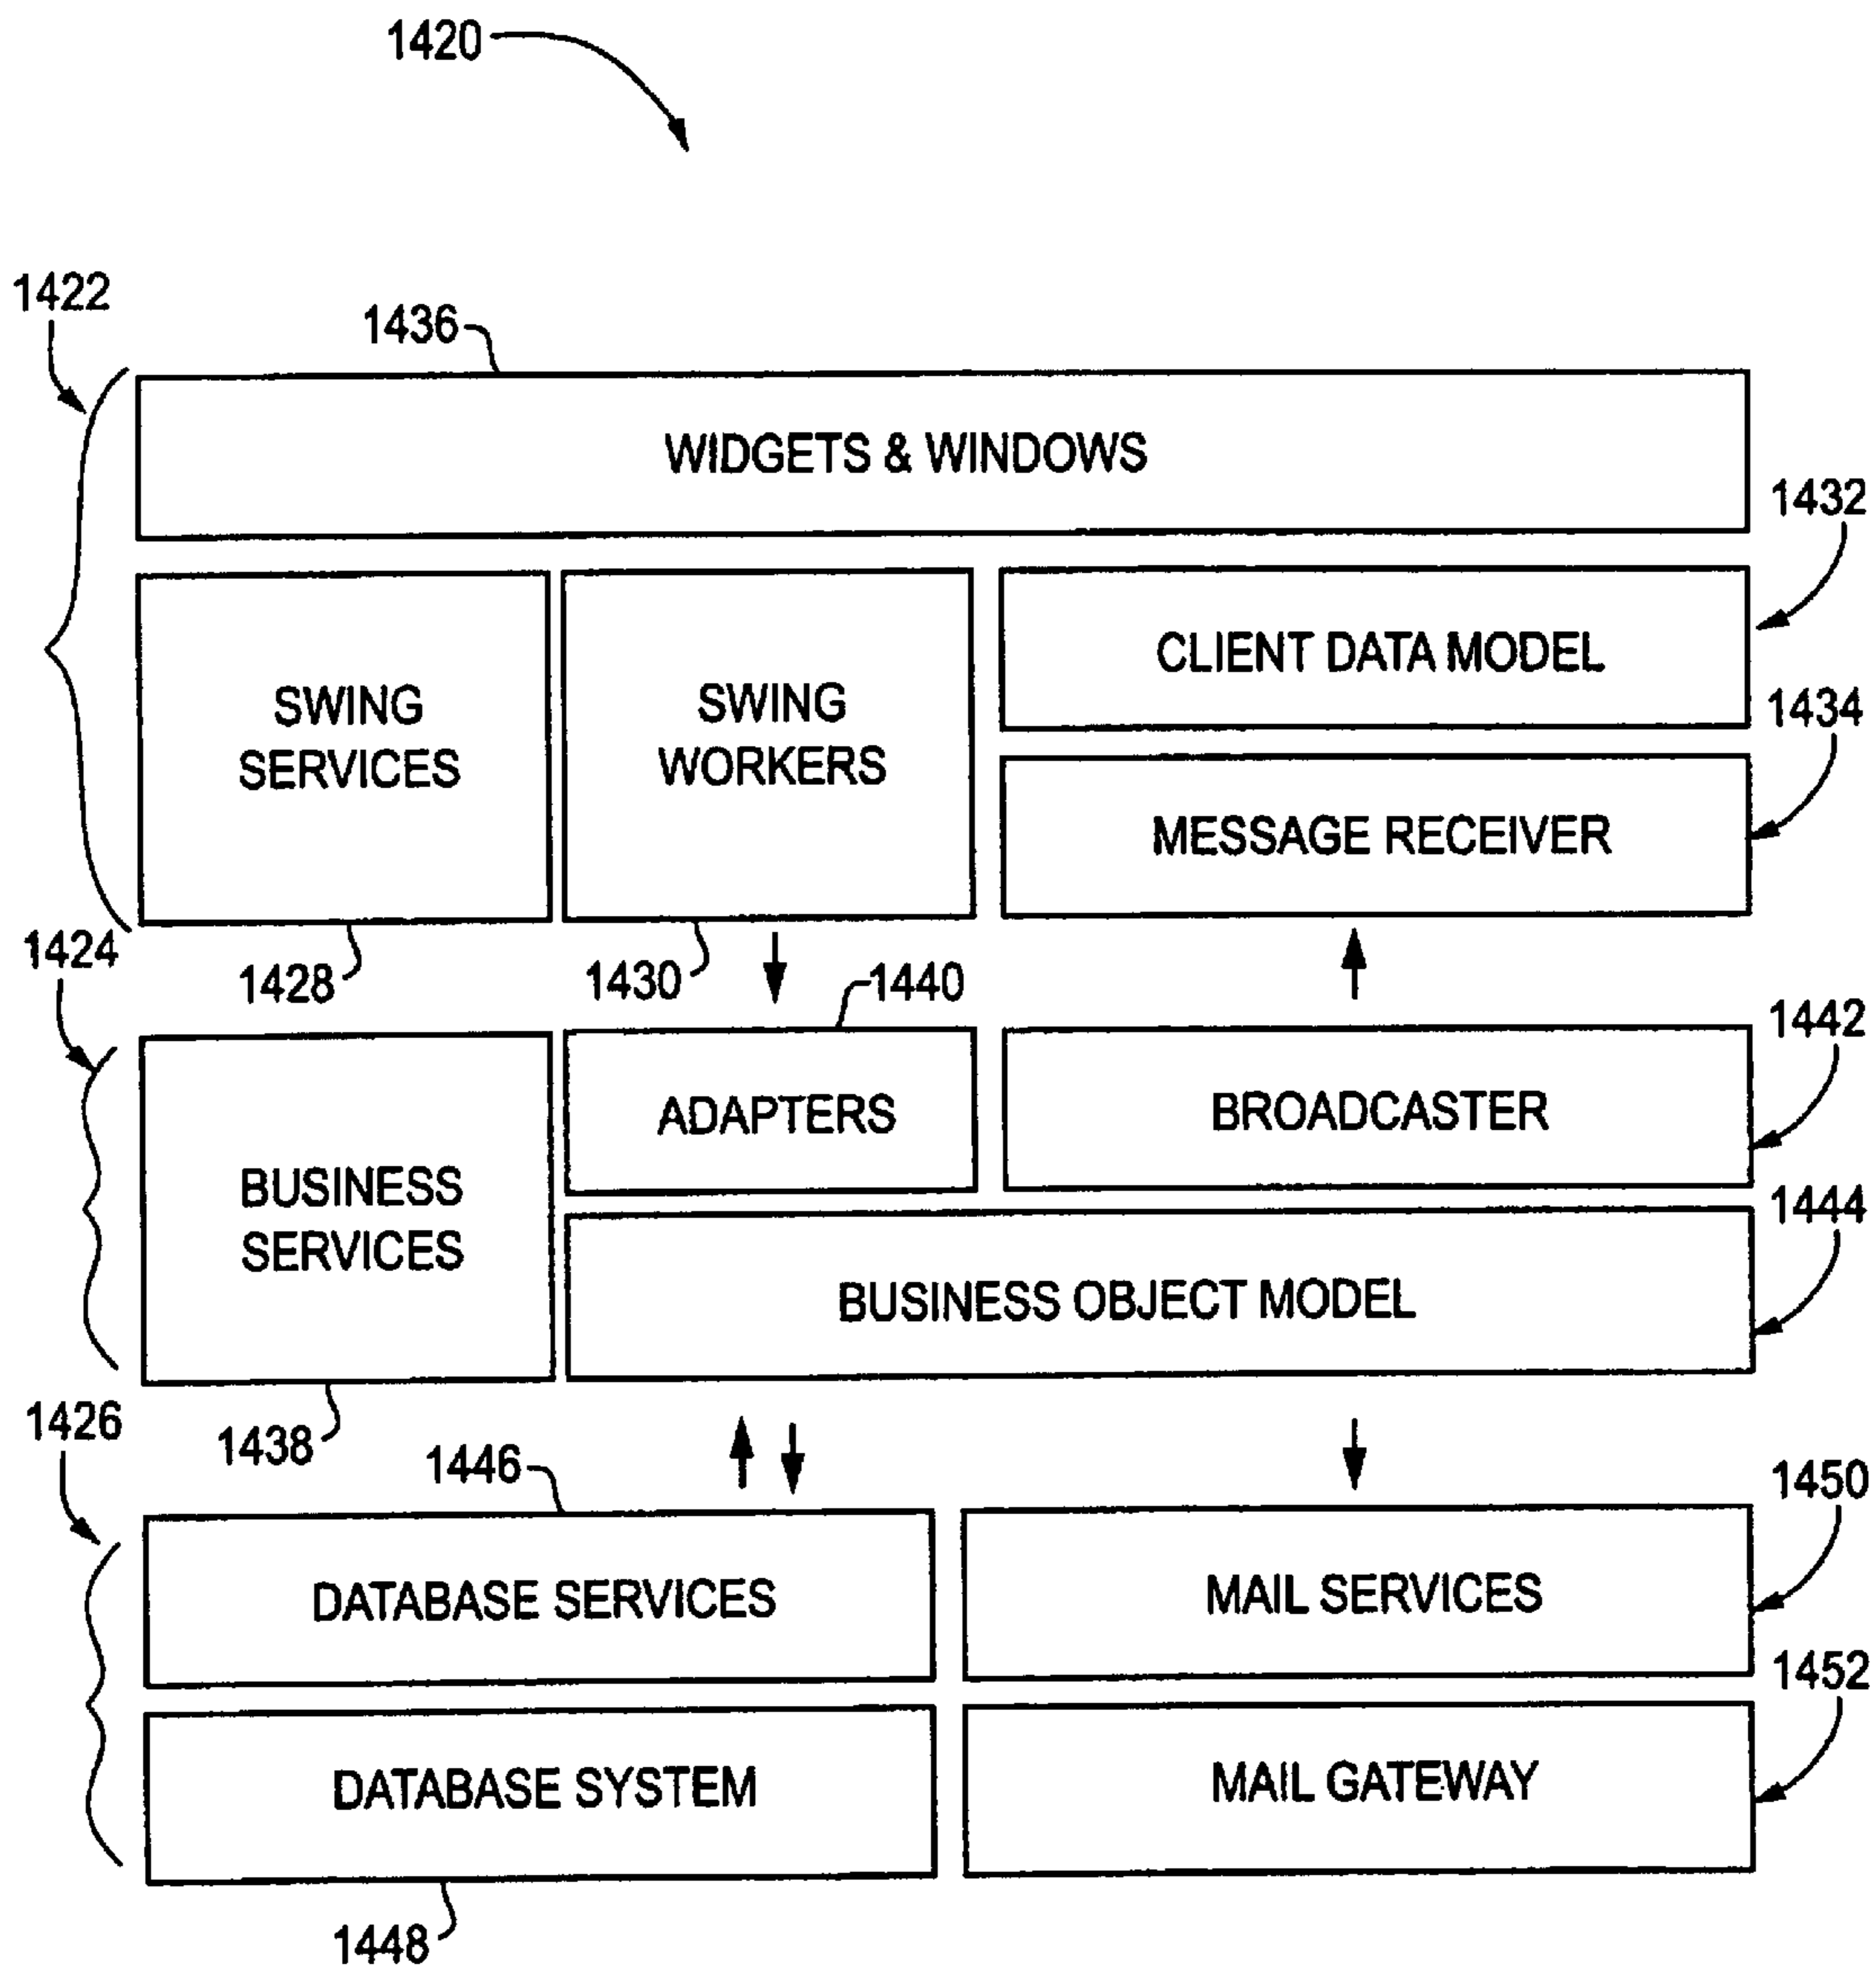 1420
1422
1436
WIDGETS & WINDOWS
1432
SWING
SERVICES
SWING
WORKERS
CLIENT DATA MODEL
1434
MESSAGE RECEIVER
1424
1428
1430
1440
1442
BUSINESS
SERVICES
ADAPTERS
BROADCASTER
1444
BUSINESS OBJECT MODEL
1426
1438
1446
1450
DATABASE SERVICES
MAIL SERVICES
1452
DATABASE SYSTEM
MAIL GATEWAY
1448